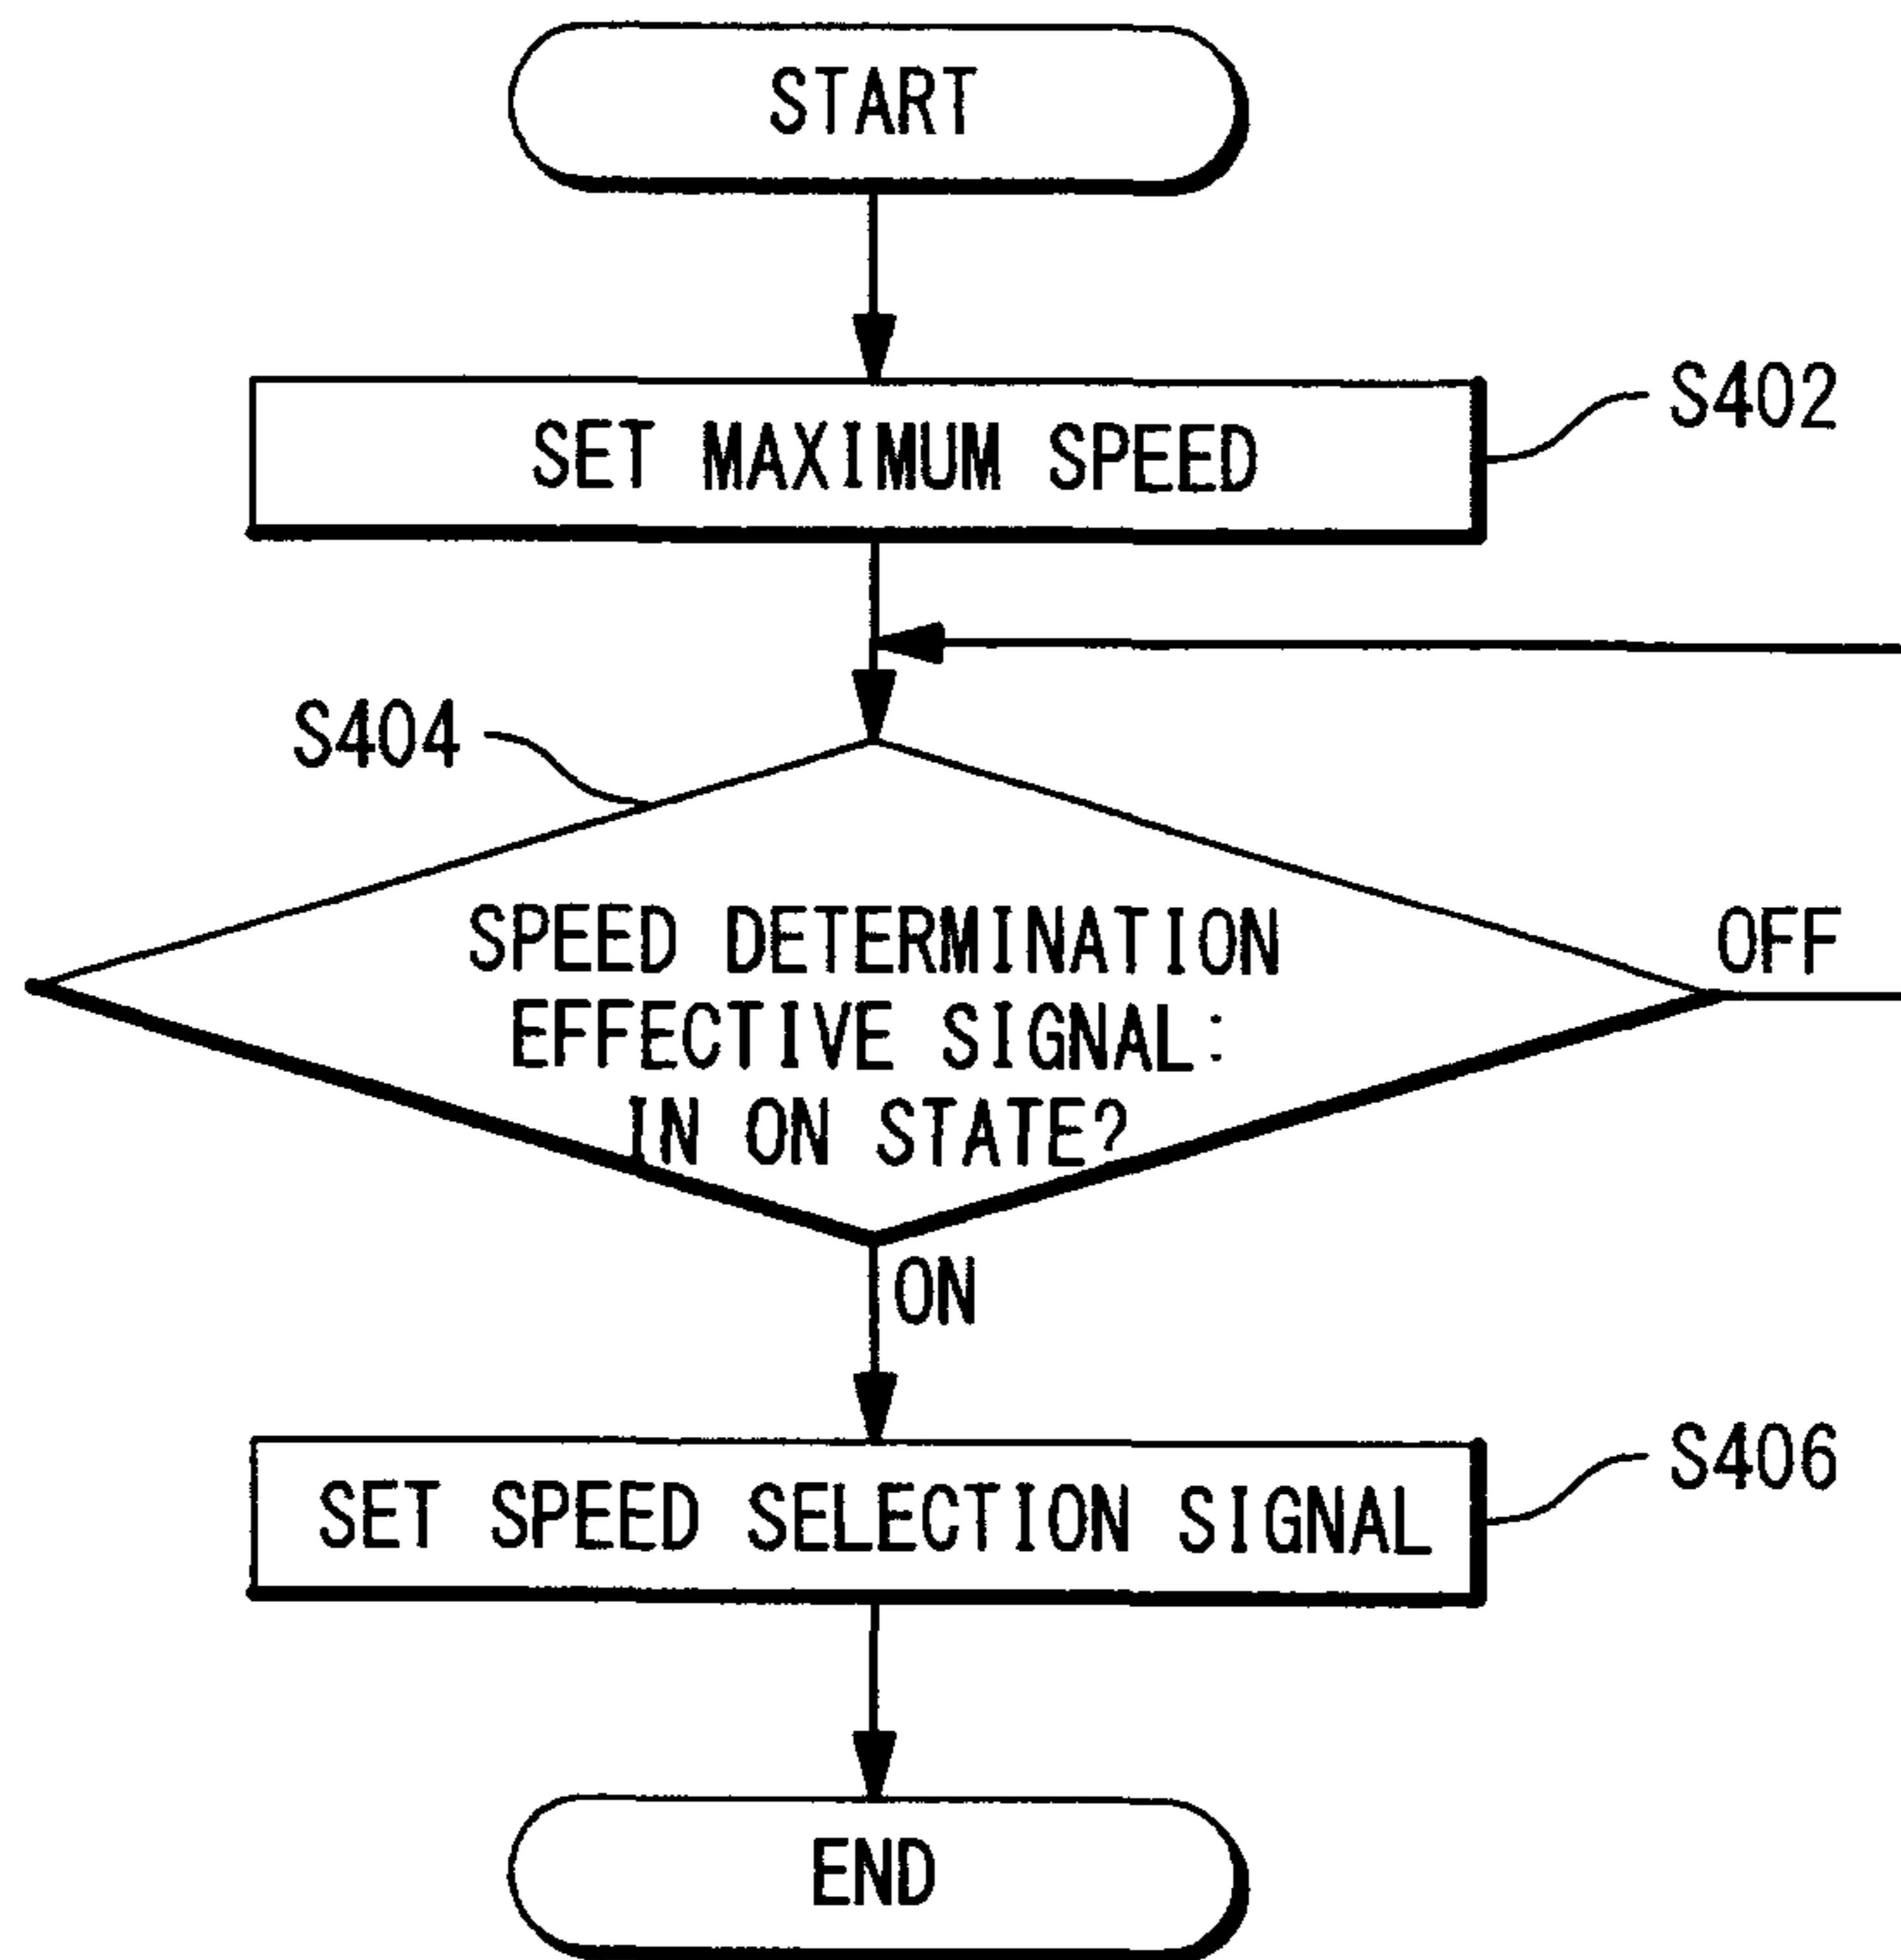 START
SET MAXIMUM SPEED
S402
S404
SPEED DETERMINATION
EFFECTIVE SIGNAL:
IN ON STATE?
OFF
ON
SET SPEED SELECTION SIGNAL
S406
END